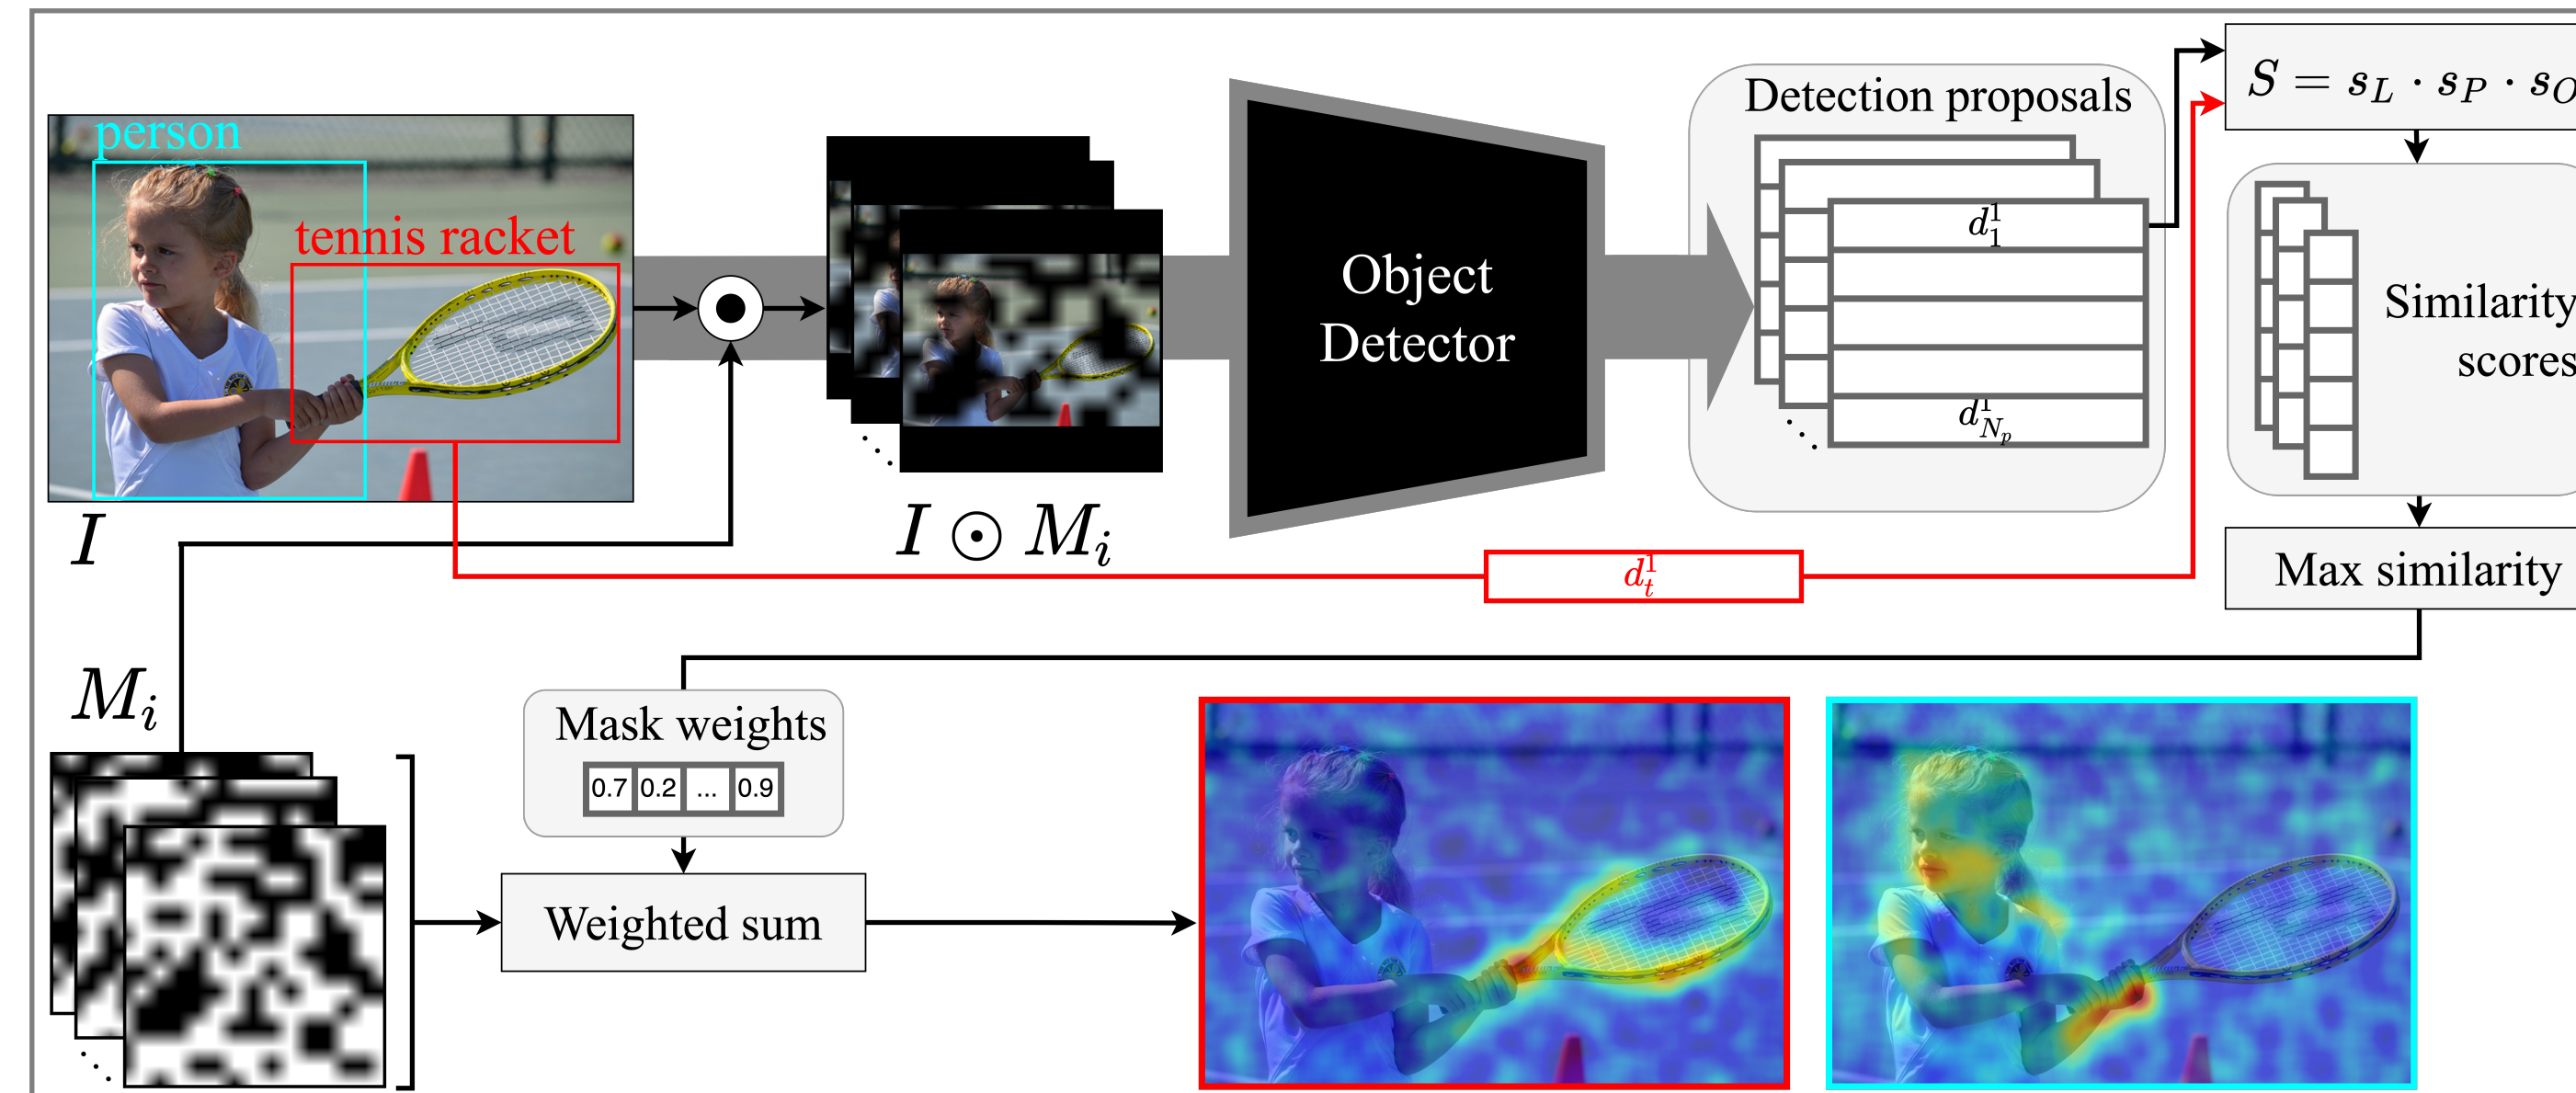 person
tennis racket
I
I ⊙ M_i
Object
Detector
Detection proposals
d_1^1
d_{N_p}^1
d_t^1
S = s_L · s_P · s_O
Similarity
scores
Max similarity
M_i
Mask weights
0.7 0.2 ... 0.9
Weighted sum